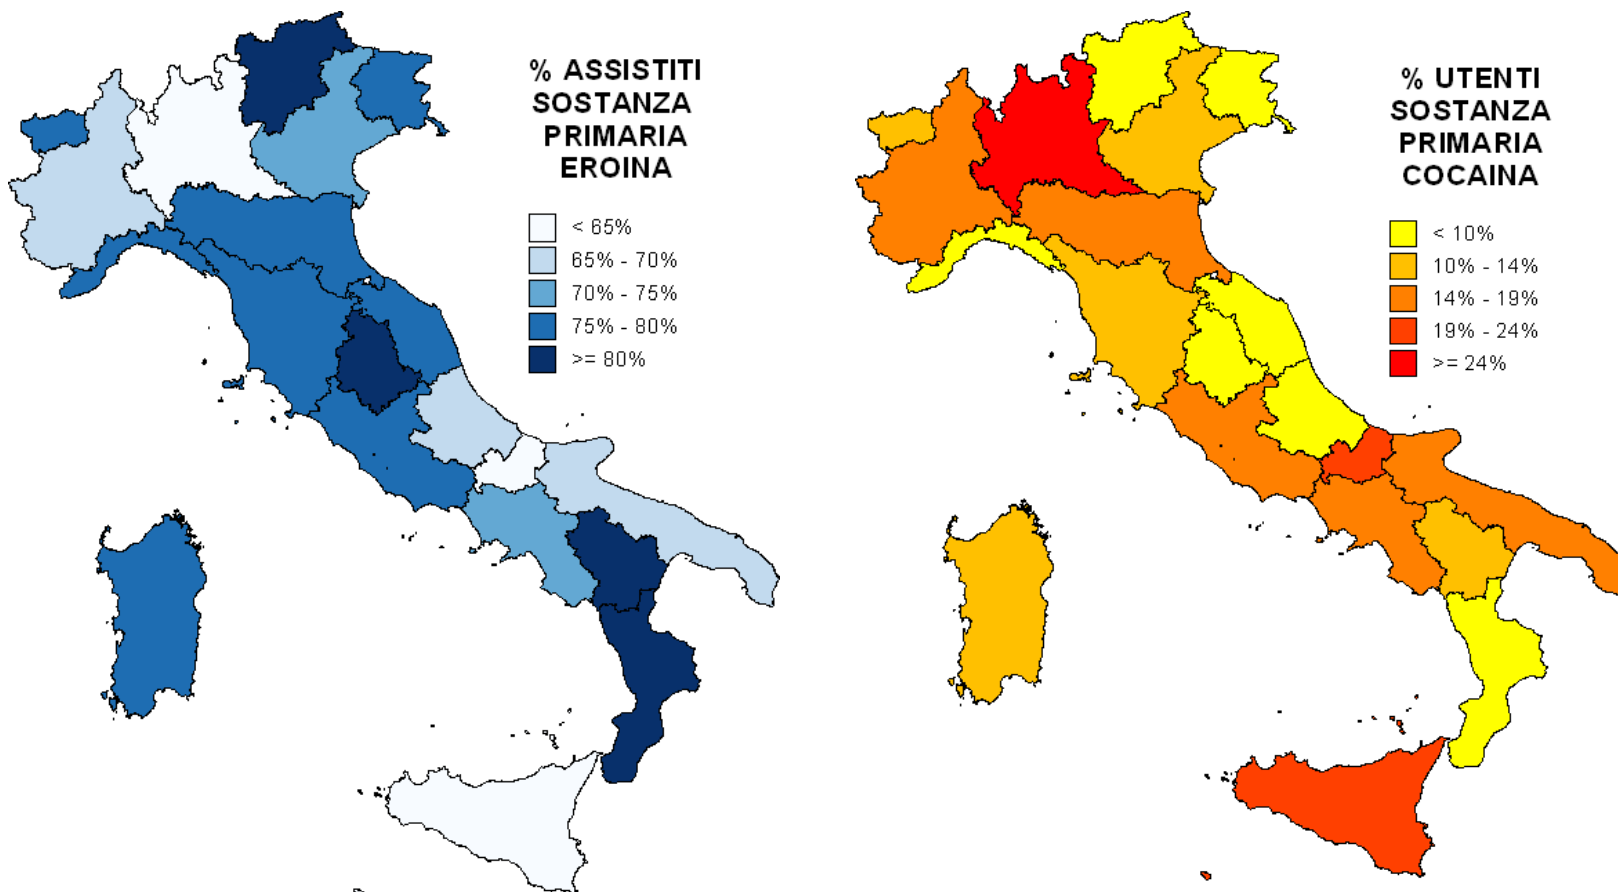 % ASSISTITI
SOSTANZA
PRIMARIA
EROINA
< 65%
65% - 70%
70% - 75%
75% - 80%
>= 80%
% UTENTI
SOSTANZA
PRIMARIA
COCAINA
< 10%
10% - 14%
14% - 19%
19% - 24%
>= 24%